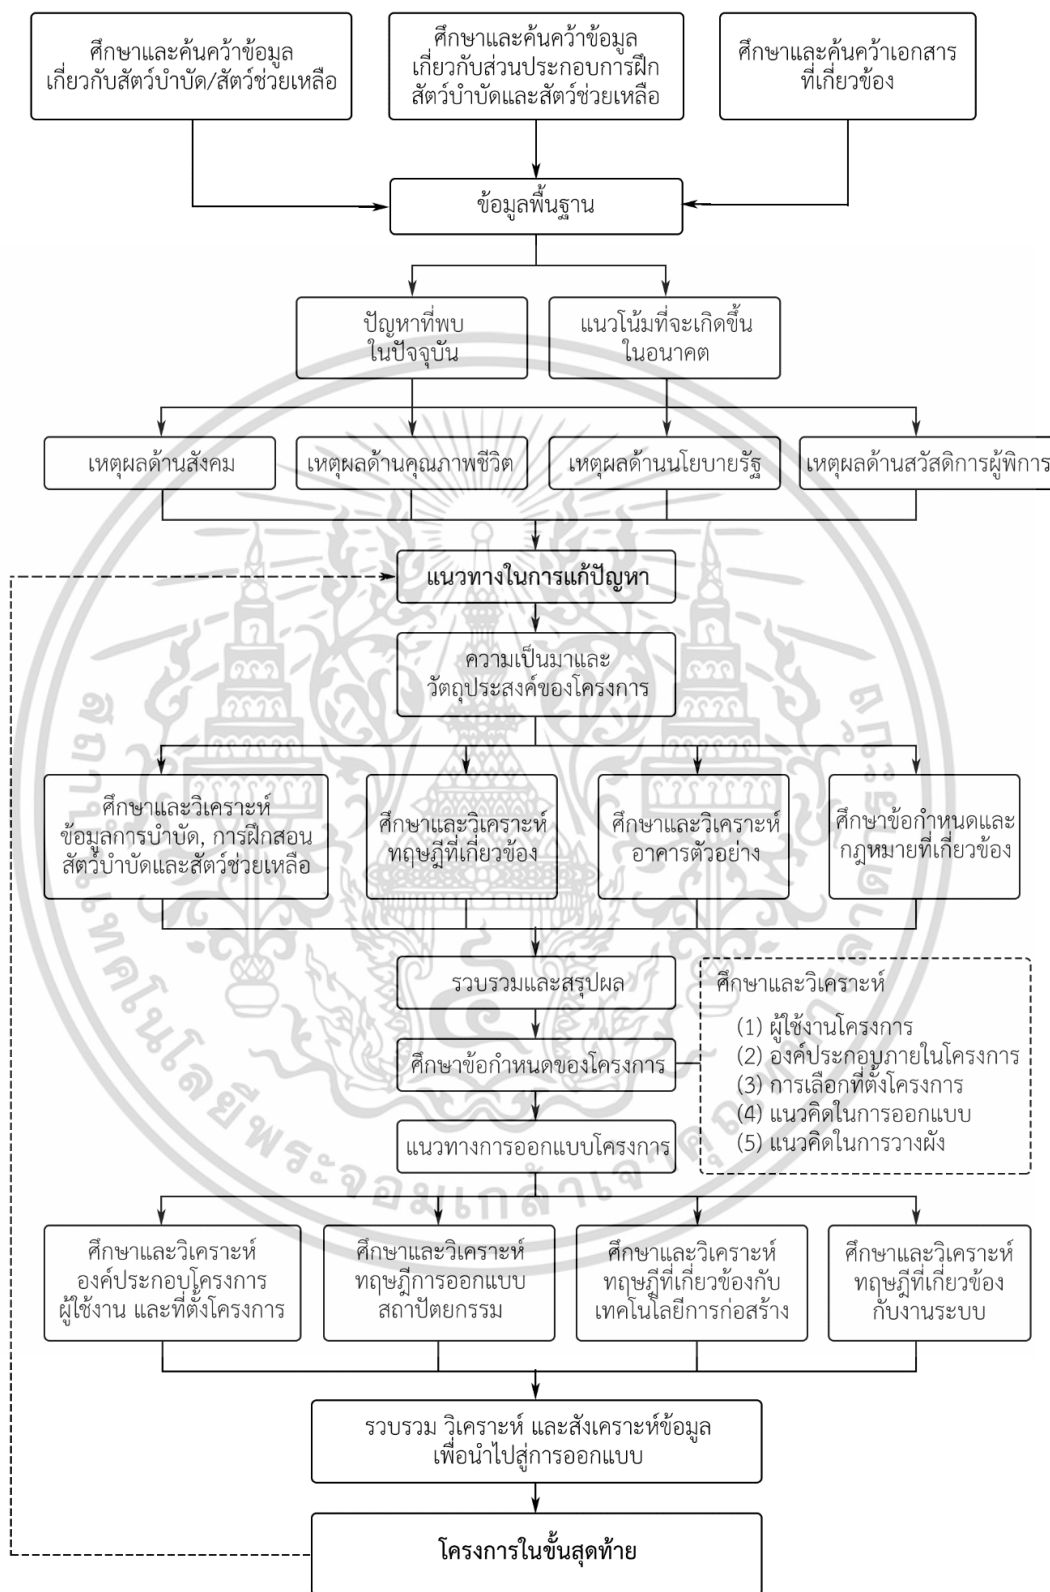 ศึกษาและค้นคว้าข้อมูล
เกี่ยวกับสัตว์บำบัด/สัตว์ช่วยเหลือ
ศึกษาและค้นคว้าข้อมูล
เกี่ยวกับส่วนประกอบการฝึก
สัตว์บำบัดและสัตว์ช่วยเหลือ
ศึกษาและค้นคว้าเอกสาร
ที่เกี่ยวข้อง
ข้อมูลพื้นฐาน
ปัญหาที่พบ
ในปัจจุบัน
แนวโน้มที่จะเกิดขึ้น
ในอนาคต
เหตุผลด้านสังคม
เหตุผลด้านคุณภาพชีวิต
เหตุผลด้านนโยบายรัฐ
เหตุผลด้านสวัสดิการผู้พิการ
แนวทางในการแก้ปัญหา
ความเป็นมาและ
วัตถุประสงค์ของโครงการ
ศึกษาและวิเคราะห์
ข้อมูลการบำบัด, การฝึกสอน
สัตว์บำบัดและสัตว์ช่วยเหลือ
ศึกษาและวิเคราะห์
ทฤษฎีที่เกี่ยวข้อง
ศึกษาและวิเคราะห์
อาคารตัวอย่าง
ศึกษาข้อกำหนดและ
กฎหมายที่เกี่ยวข้อง
รวบรวมและสรุปผล
ศึกษาข้อกำหนดของโครงการ
ศึกษาและวิเคราะห์
(1) ผู้ใช้งานโครงการ
(2) องค์ประกอบภายในโครงการ
(3) การเลือกที่ตั้งโครงการ
(4) แนวคิดในการออกแบบ
(5) แนวคิดในการวางผัง
แนวทางการออกแบบโครงการ
ศึกษาและวิเคราะห์
องค์ประกอบโครงการ
ผู้ใช้งาน และที่ตั้งโครงการ
ศึกษาและวิเคราะห์
ทฤษฎีการออกแบบ
สถาปัตยกรรม
ศึกษาและวิเคราะห์
ทฤษฎีที่เกี่ยวข้องกับ
เทคโนโลยีการก่อสร้าง
ศึกษาและวิเคราะห์
ทฤษฎีที่เกี่ยวข้อง
กับงานระบบ
รวบรวม วิเคราะห์ และสังเคราะห์ข้อมูล
เพื่อนำไปสู่การออกแบบ
โครงการในขั้นสุดท้าย
สถาบันเทคโนโลยีพระจอมเกล้าเจ้าคุณทหารลาดกระบัง